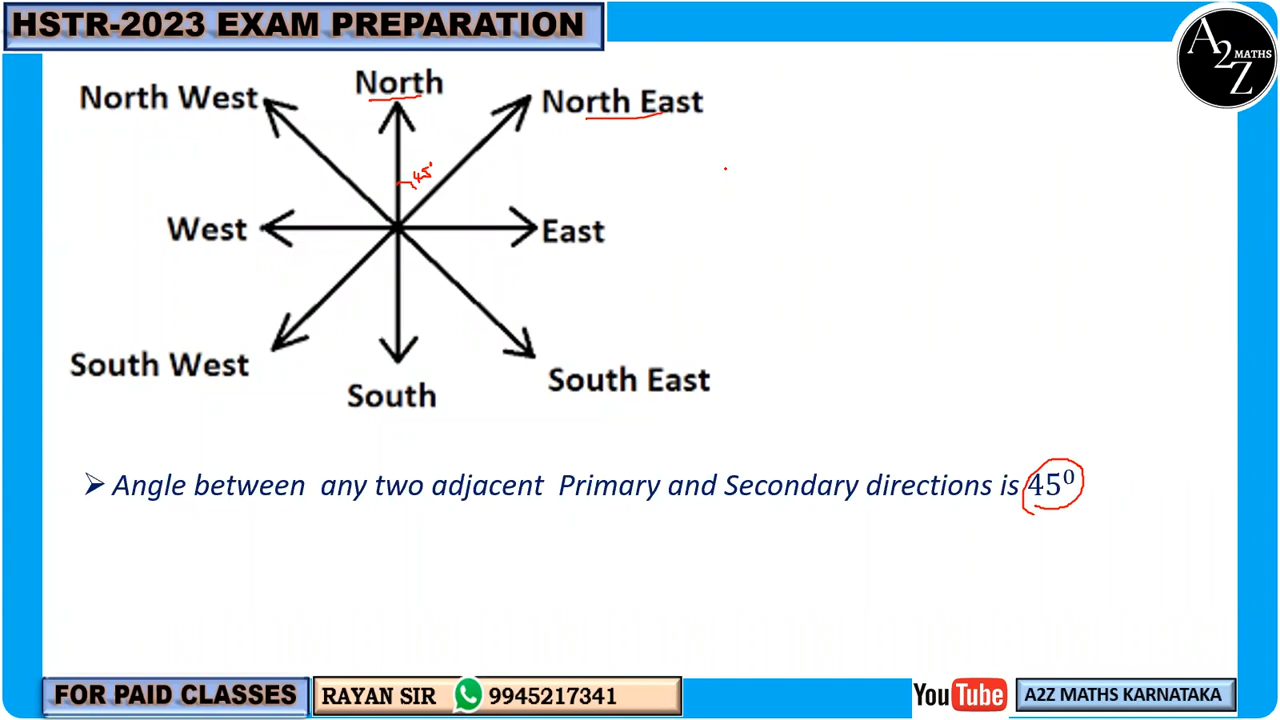 HSTR-2023 EXAM PREPARATION
A2Z MATHS
North West
North
North East
45°
West
East
South West
South
South East
➢ Angle between any two adjacent Primary and Secondary directions is 45⁰
FOR PAID CLASSES
RAYAN SIR 9945217341
YouTube
A2Z MATHS KARNATAKA